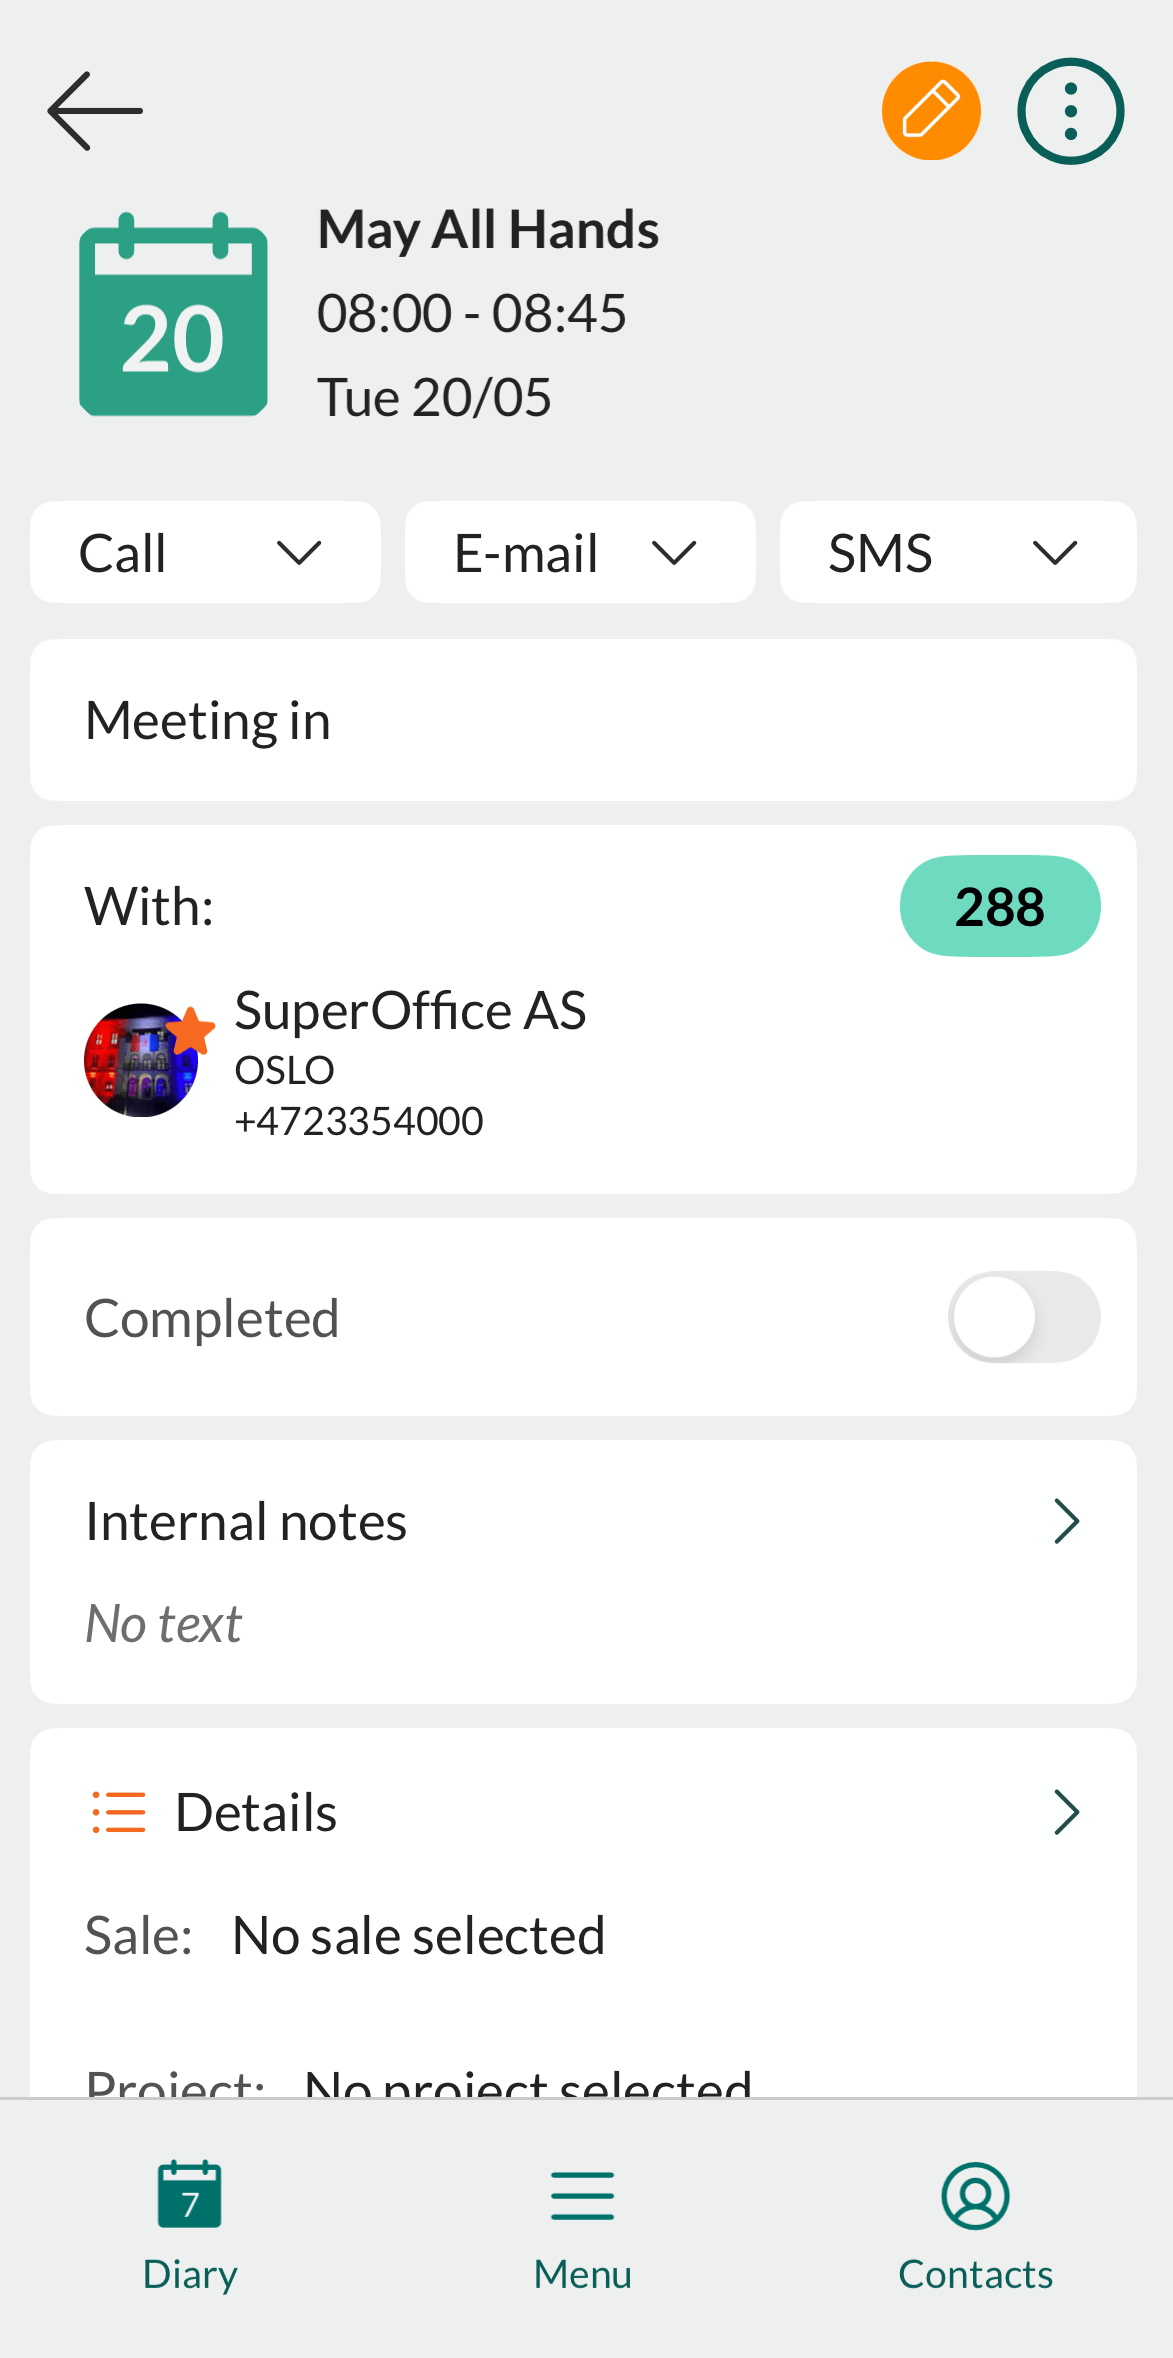 May All Hands
20
08:00 - 08:45
Tue 20/05
Call
E-mail
SMS
Meeting in
With:
288
SuperOffice AS
OSLO
+4723354000
Completed
Internal notes
No text
Details
Sale: No sale selected
Project: No project selected
7
Diary
Menu
Contacts